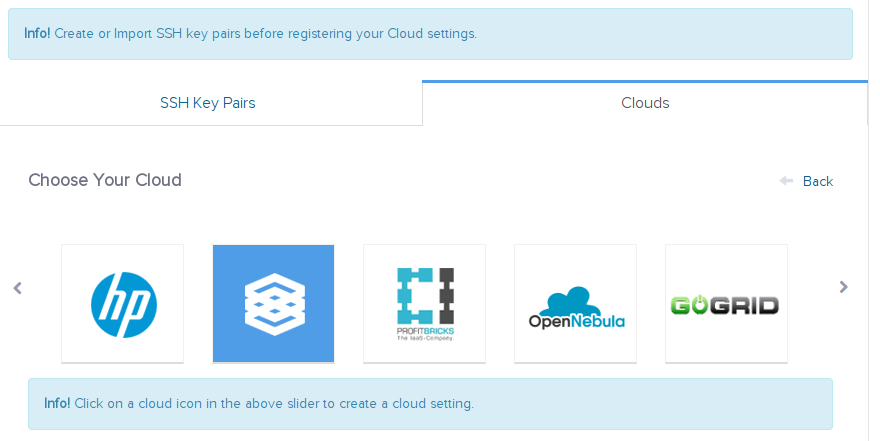 Info! Create or Import SSH key pairs before registering your Cloud settings.
SSH Key Pairs
Clouds
Choose Your Cloud
Back
hp
PROFITBRICKS
The IaaS-Company.
OpenNebula
GOGRID
Info! Click on a cloud icon in the above slider to create a cloud setting.